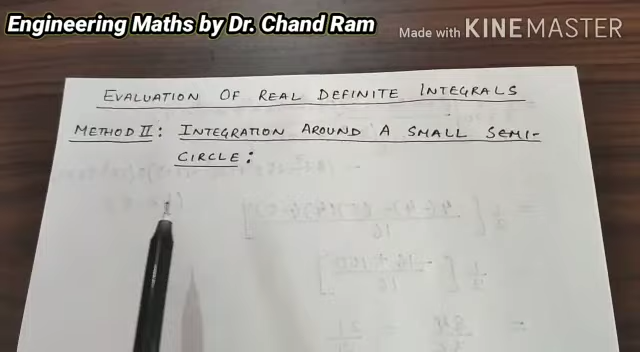 Engineering Maths by Dr. Chand Ram
Made with KINEMASTER
EVALUATION OF REAL DEFINITE INTEGRALS
METHOD II: INTEGRATION AROUND A SMALL SEMI-
CIRCLE: